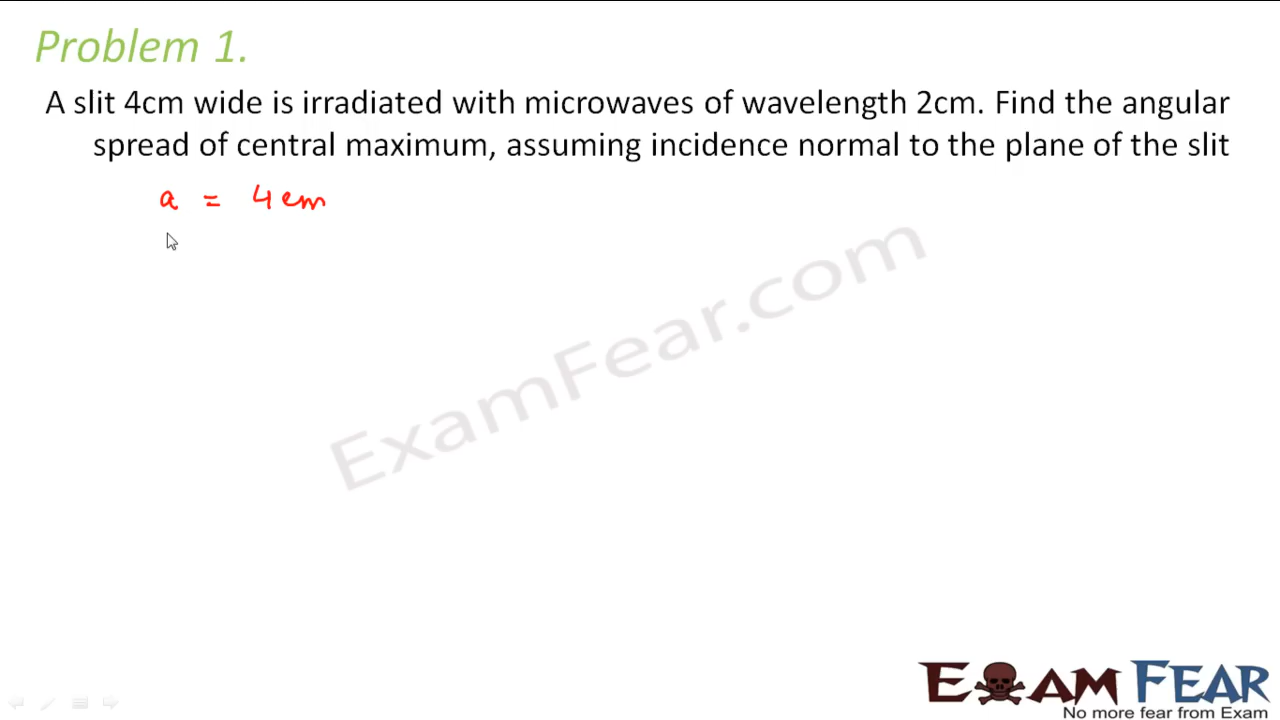 Problem 1.
A slit 4cm wide is irradiated with microwaves of wavelength 2cm. Find the angular
spread of central maximum, assuming incidence normal to the plane of the slit
a = 4cm
ExamFear.com
EXAM FEAR
No more fear from Exam